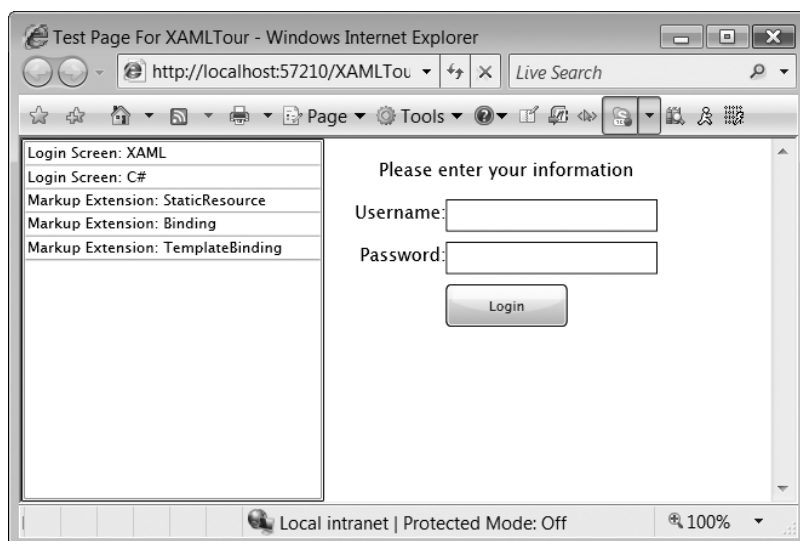 Test Page For XAMLTour - Windows Internet Explorer
http://localhost:57210/XAMLTou
Live Search
Page
Tools
Login Screen: XAML
Login Screen: C#
Markup Extension: StaticResource
Markup Extension: Binding
Markup Extension: TemplateBinding
Please enter your information
Username:
Password:
Login
Local intranet | Protected Mode: Off
100%